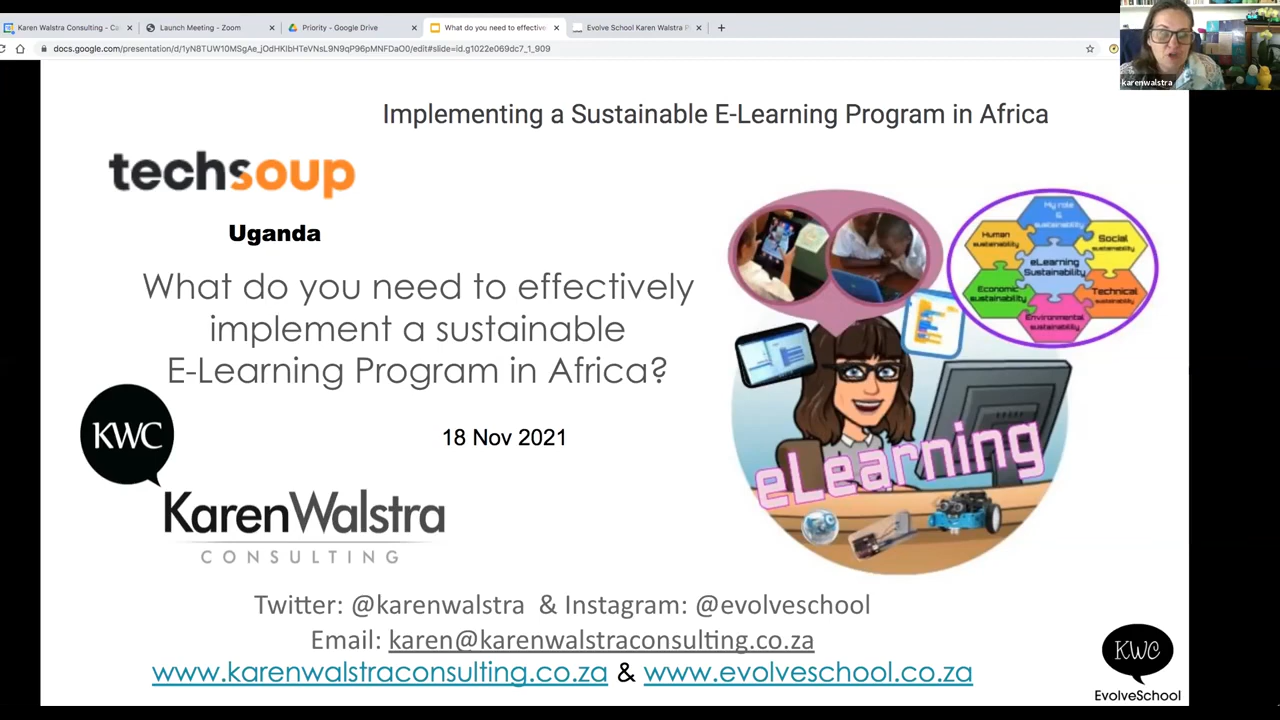 Karen Walstra Consulting - Ca
Launch Meeting - Zoom
Priority - Google Drive
What do you need to effective
Evolve School Karen Walstra P
docs.google.com/presentation/d/1yN8TUW10MSgAe_jOdHKIbHTeVNsL9N9qP96pMNFDaO0/edit#slide=id.g1022e069dc7_1_909
karenwalstra
Implementing a Sustainable E-Learning Program in Africa
techsoup
Uganda
What do you need to effectively
implement a sustainable
E-Learning Program in Africa?
18 Nov 2021
My role
&
sustainability
Human
sustainability
Social
sustainability
eLearning
Sustainability
Economic
sustainability
Technical
sustainability
Environmental
sustainability
eLearning
KWC
KarenWalstra
CONSULTING
Twitter: @karenwalstra & Instagram: @evolveschool
Email: karen@karenwalstraconsulting.co.za
www.karenwalstraconsulting.co.za & www.evolveschool.co.za
KWC
EvolveSchool